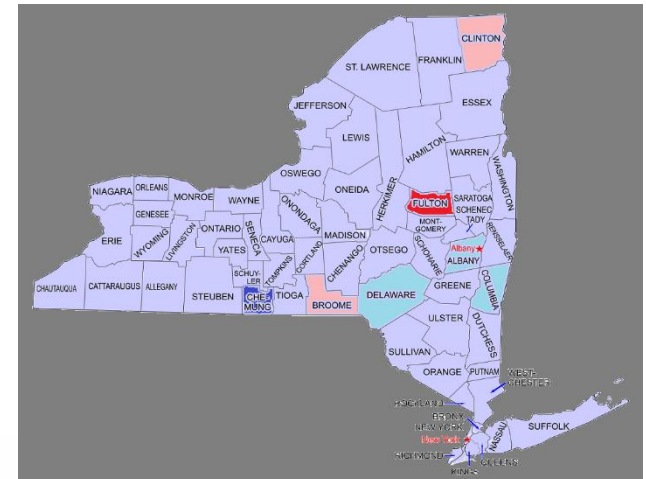 CLINTON
FRANKLIN
ST. LAWRENCE
ESSEX
JEFFERSON
LEWIS
HAMILTON
WARREN
WASHINGTON
OSWEGO
ONEIDA
HERKIMER
FULTON
SARATOGA
NIAGARA
ORLEANS
MONROE
WAYNE
ONONDAGA
SCHENEC
TADY
MONT-
GOMERY
RENSSELAER
GENESEE
ERIE
WYOMING
LIVINGSTON
ONTARIO
YATES
SENECA
CAYUGA
CORTLAND
MADISON
CHENANGO
OTSEGO
SCHOHARIE
Albany
ALBANY
CHAUTAUQUA
CATTARAUGUS
ALLEGANY
STEUBEN
SCHUY-
LER
TOMPKINS
CHE-
MUNG
TIOGA
BROOME
DELAWARE
GREENE
COLUMBIA
ULSTER
DUTCHESS
SULLIVAN
ORANGE
PUTNAM
WEST-
CHESTER
ROCKLAND
BRONX
NEW YORK
New York
NASSAU
SUFFOLK
RICHMOND
KINGS
QUEENS